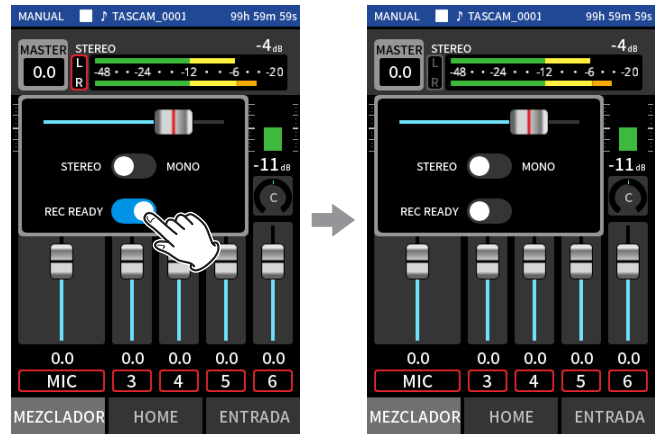 MANUAL ♪ TASCAM_0001 99h 59m 59s
MASTER STEREO -4dB
0.0 L -48 · · -24 · · -12 · · -6 · · -20
R
STEREO MONO -11dB
C
REC READY
0.0 0.0 0.0 0.0 0.0
MIC 3 4 5 6
MEZCLADOR HOME ENTRADA
MANUAL ♪ TASCAM_0001 99h 59m 59s
MASTER STEREO -4dB
0.0 L -48 · · -24 · · -12 · · -6 · · -20
R
STEREO MONO -11dB
C
REC READY
0.0 0.0 0.0 0.0 0.0
MIC 3 4 5 6
MEZCLADOR HOME ENTRADA